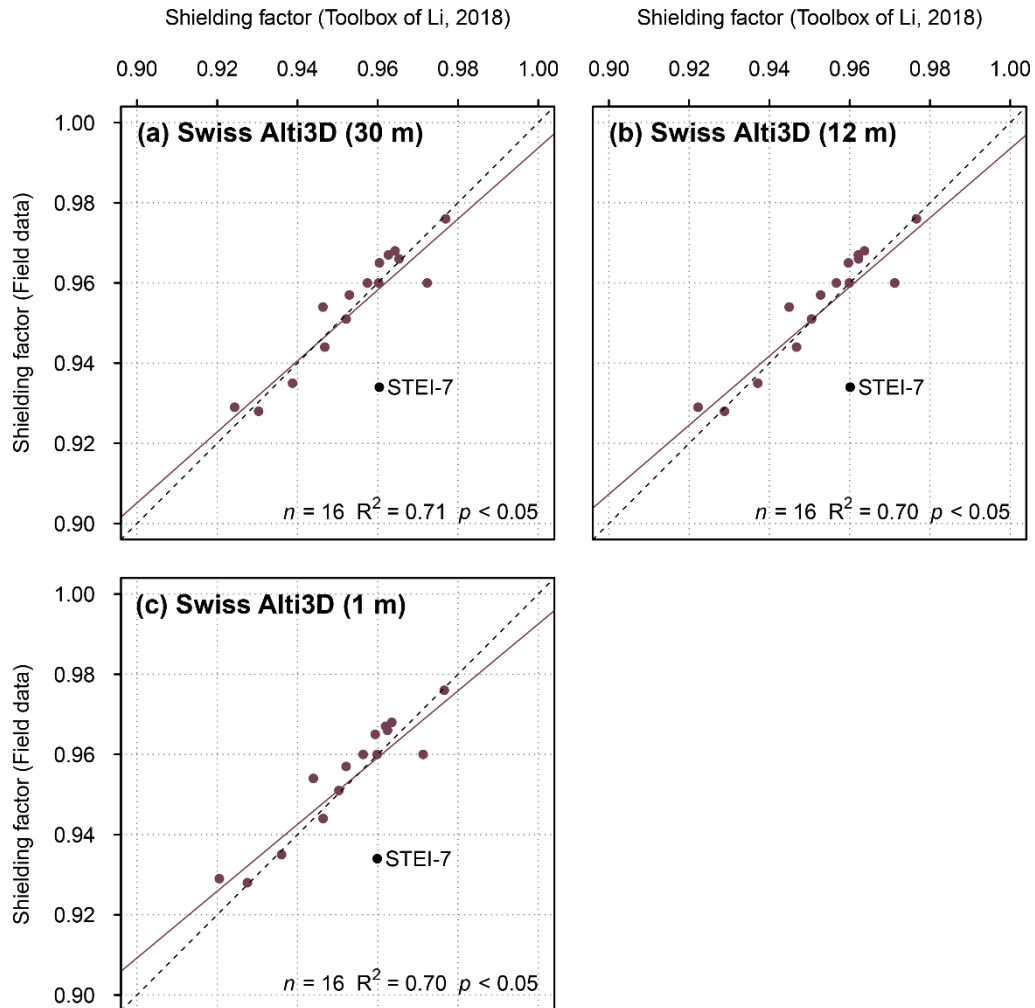 Shielding factor (Toolbox of Li, 2018) Shielding factor (Toolbox of Li, 2018)
0.90 0.92 0.94 0.96 0.98 1.00 0.90 0.92 0.94 0.96 0.98 1.00
1.00 (a) Swiss Alti3D (30 m) (b) Swiss Alti3D (12 m)
0.98
0.96
0.94
STEI-7 STEI-7
0.92
0.90
n = 16 R² = 0.71 p < 0.05 n = 16 R² = 0.70 p < 0.05
Shielding factor (Field data)
1.00 (c) Swiss Alti3D (1 m)
0.98
0.96
0.94
STEI-7
0.92
0.90
n = 16 R² = 0.70 p < 0.05
Shielding factor (Field data)